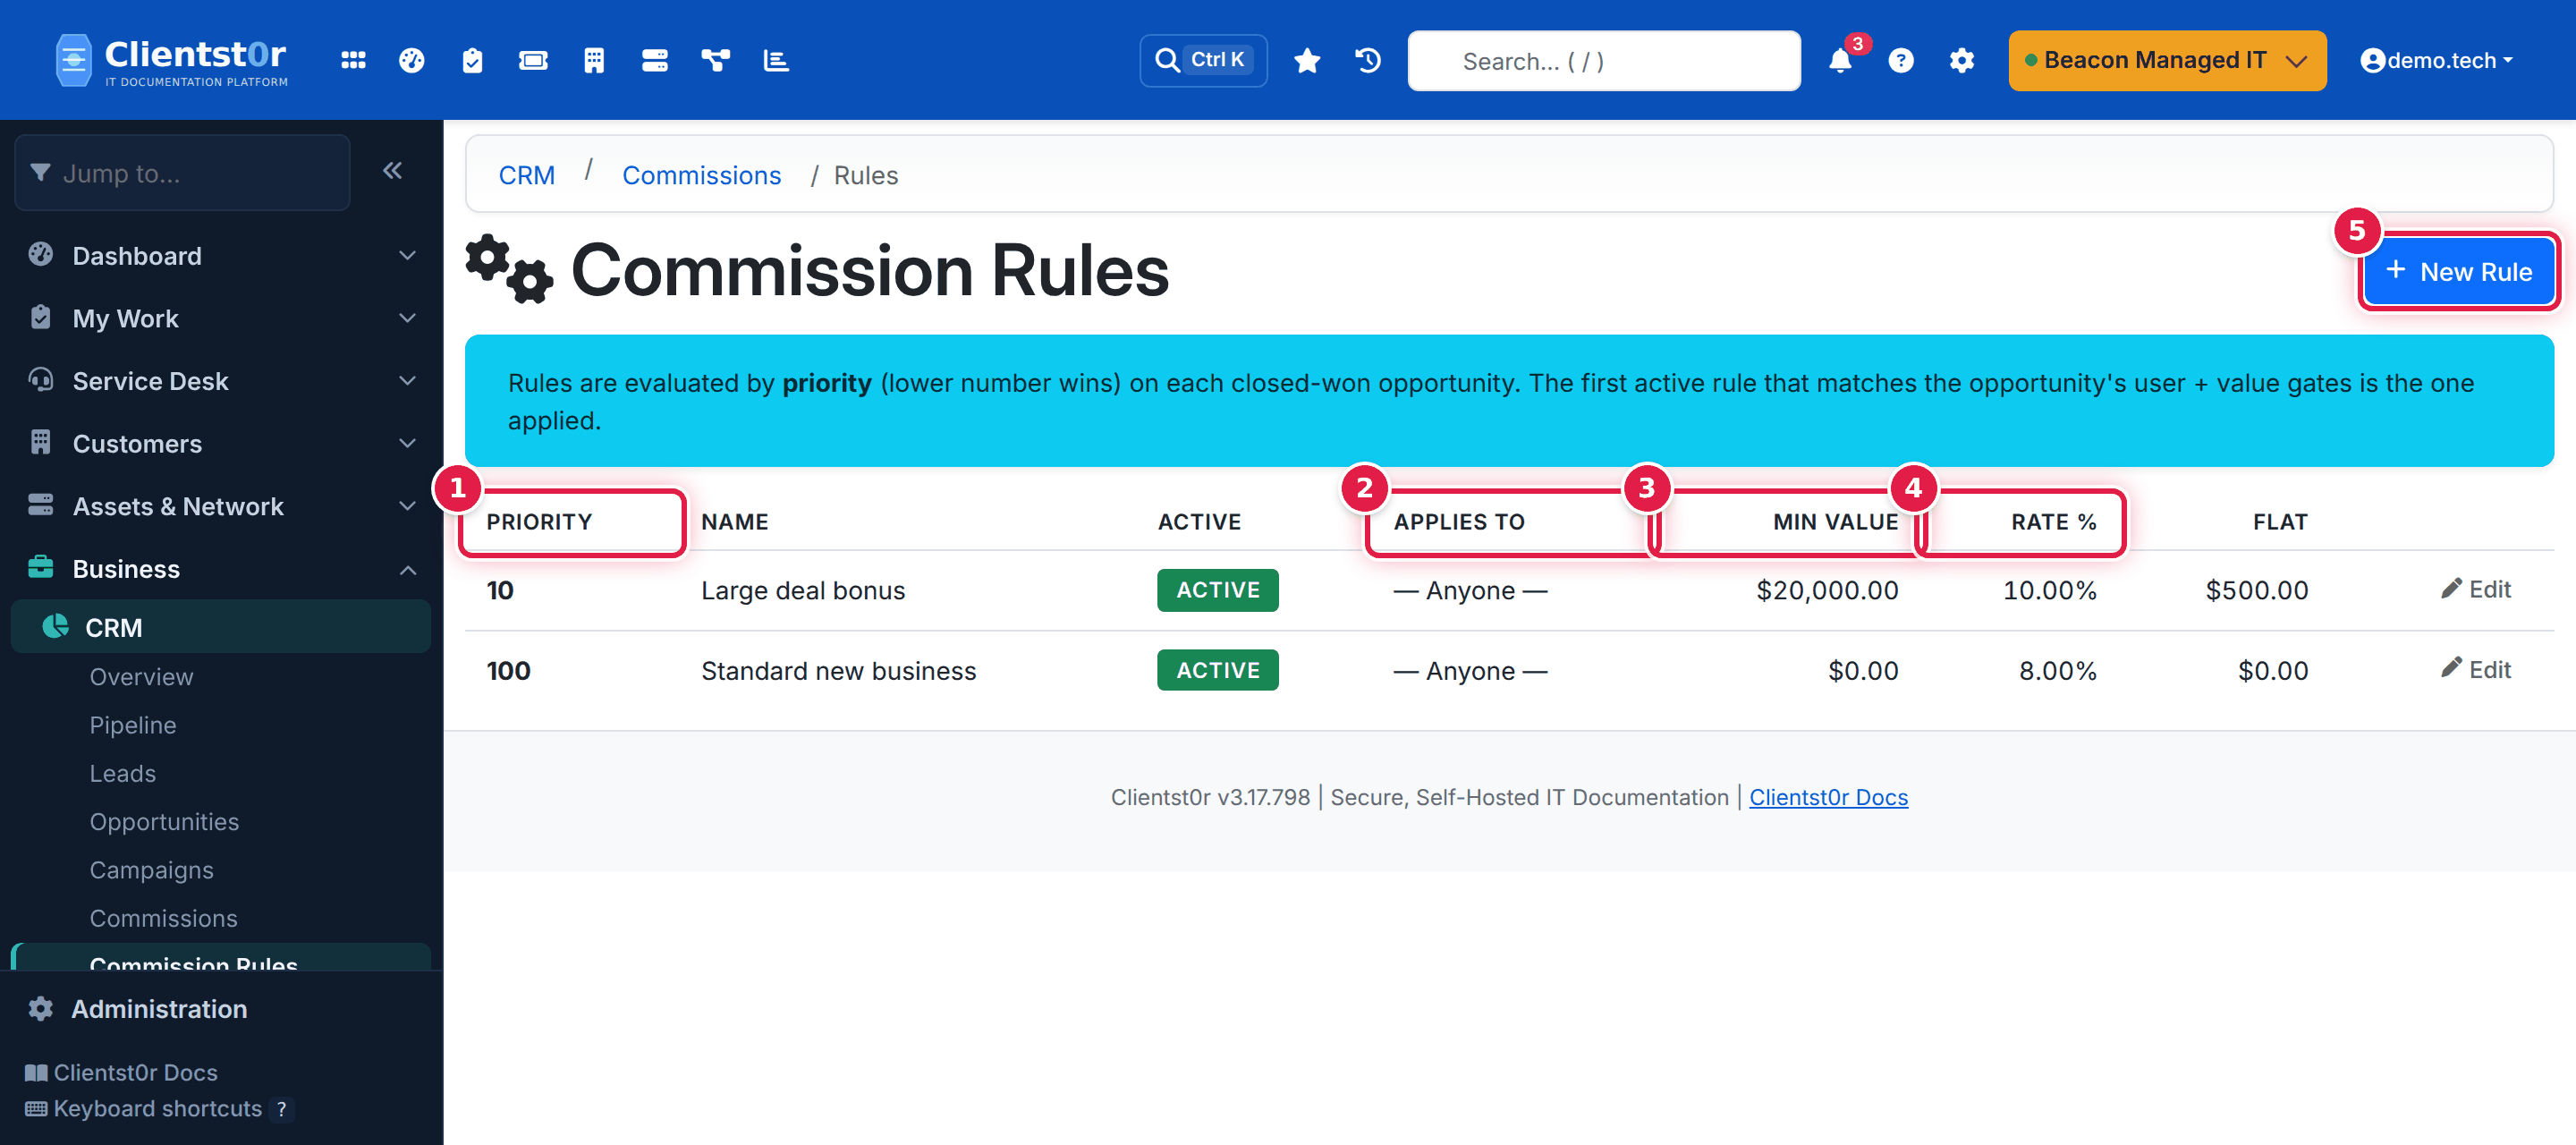 Clientst0r
IT DOCUMENTATION PLATFORM
Ctrl K
Search... ( / )
3
?
Beacon Managed IT
demo.tech
Jump to...
Dashboard
My Work
Service Desk
Customers
Assets & Network
Business
CRM
Overview
Pipeline
Leads
Opportunities
Campaigns
Commissions
Commission Rules
Administration
Clientst0r Docs
Keyboard shortcuts ?
CRM / Commissions / Rules
Commission Rules
5
+ New Rule
Rules are evaluated by priority (lower number wins) on each closed-won opportunity. The first active rule that matches the opportunity's user + value gates is the one
applied.
1 2 3 4
PRIORITY NAME ACTIVE APPLIES TO MIN VALUE RATE % FLAT
10 Large deal bonus ACTIVE — Anyone — $20,000.00 10.00% $500.00 Edit
100 Standard new business ACTIVE — Anyone — $0.00 8.00% $0.00 Edit
Clientst0r v3.17.798 | Secure, Self-Hosted IT Documentation | Clientst0r Docs